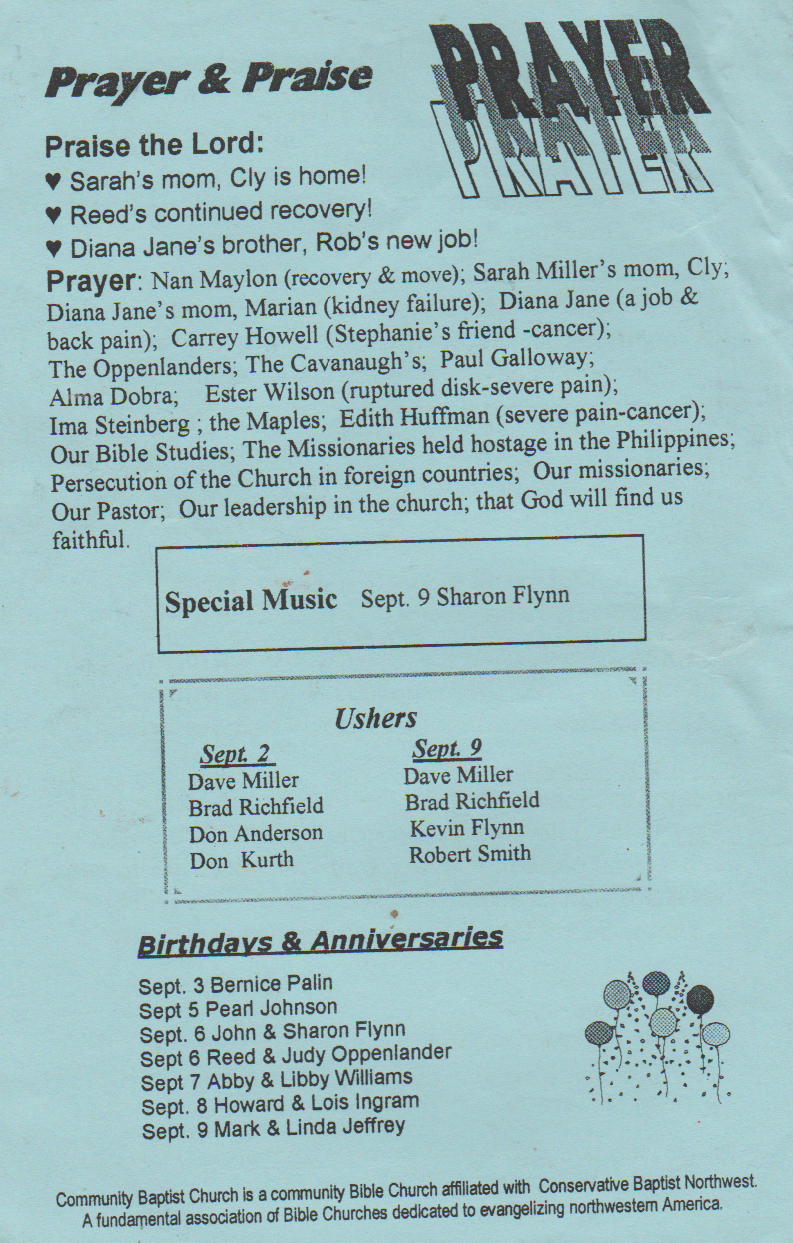 Prayer & Praise
PRAYER
PRAYER
PRAYER
Praise the Lord:
♥ Sarah's mom, Cly is home!
♥ Reed's continued recovery!
♥ Diana Jane's brother, Rob's new job!
Prayer: Nan Maylon (recovery & move); Sarah Miller's mom, Cly;
Diana Jane's mom, Marian (kidney failure); Diana Jane (a job &
back pain); Carrey Howell (Stephanie's friend -cancer);
The Oppenlanders; The Cavanaugh's; Paul Galloway;
Alma Dobra; Ester Wilson (ruptured disk-severe pain);
Ima Steinberg ; the Maples; Edith Huffman (severe pain-cancer);
Our Bible Studies; The Missionaries held hostage in the Philippines;
Persecution of the Church in foreign countries; Our missionaries;
Our Pastor; Our leadership in the church; that God will find us
faithful.
Special Music Sept. 9 Sharon Flynn
Ushers
Sept. 2 Sept. 9
Dave Miller Dave Miller
Brad Richfield Brad Richfield
Don Anderson Kevin Flynn
Don Kurth Robert Smith
Birthdays & Anniversaries
Sept. 3 Bernice Palin
Sept 5 Pearl Johnson
Sept. 6 John & Sharon Flynn
Sept 6 Reed & Judy Oppenlander
Sept 7 Abby & Libby Williams
Sept. 8 Howard & Lois Ingram
Sept. 9 Mark & Linda Jeffrey
Community Baptist Church is a community Bible Church affiliated with Conservative Baptist Northwest.
A fundamental association of Bible Churches dedicated to evangelizing northwestern America.